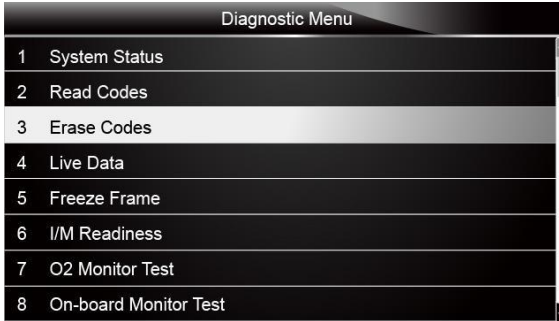 Diagnostic Menu
1 System Status
2 Read Codes
3 Erase Codes
4 Live Data
5 Freeze Frame
6 I/M Readiness
7 O2 Monitor Test
8 On-board Monitor Test